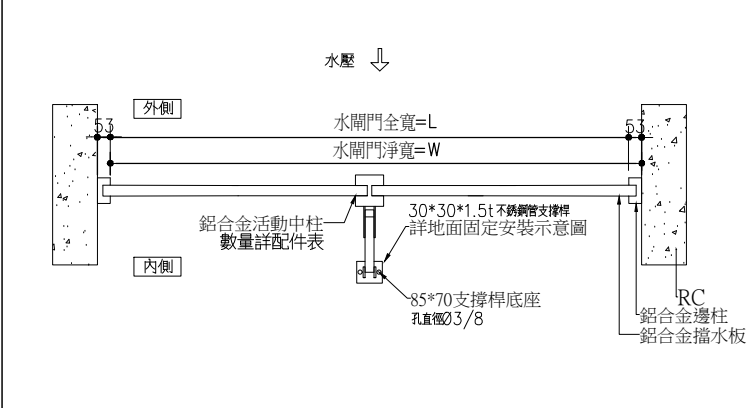 水壓
外側
53
水閘門全寬=L
53
水閘門淨寬=W
鋁合金活動中柱
數量詳配件表
30*30*1.5t不銹鋼管支撐桿
詳地面固定安裝示意圖
內側
85*70支撐桿底座
孔直徑Ø3/8
RC
鋁合金邊柱
鋁合金擋水板